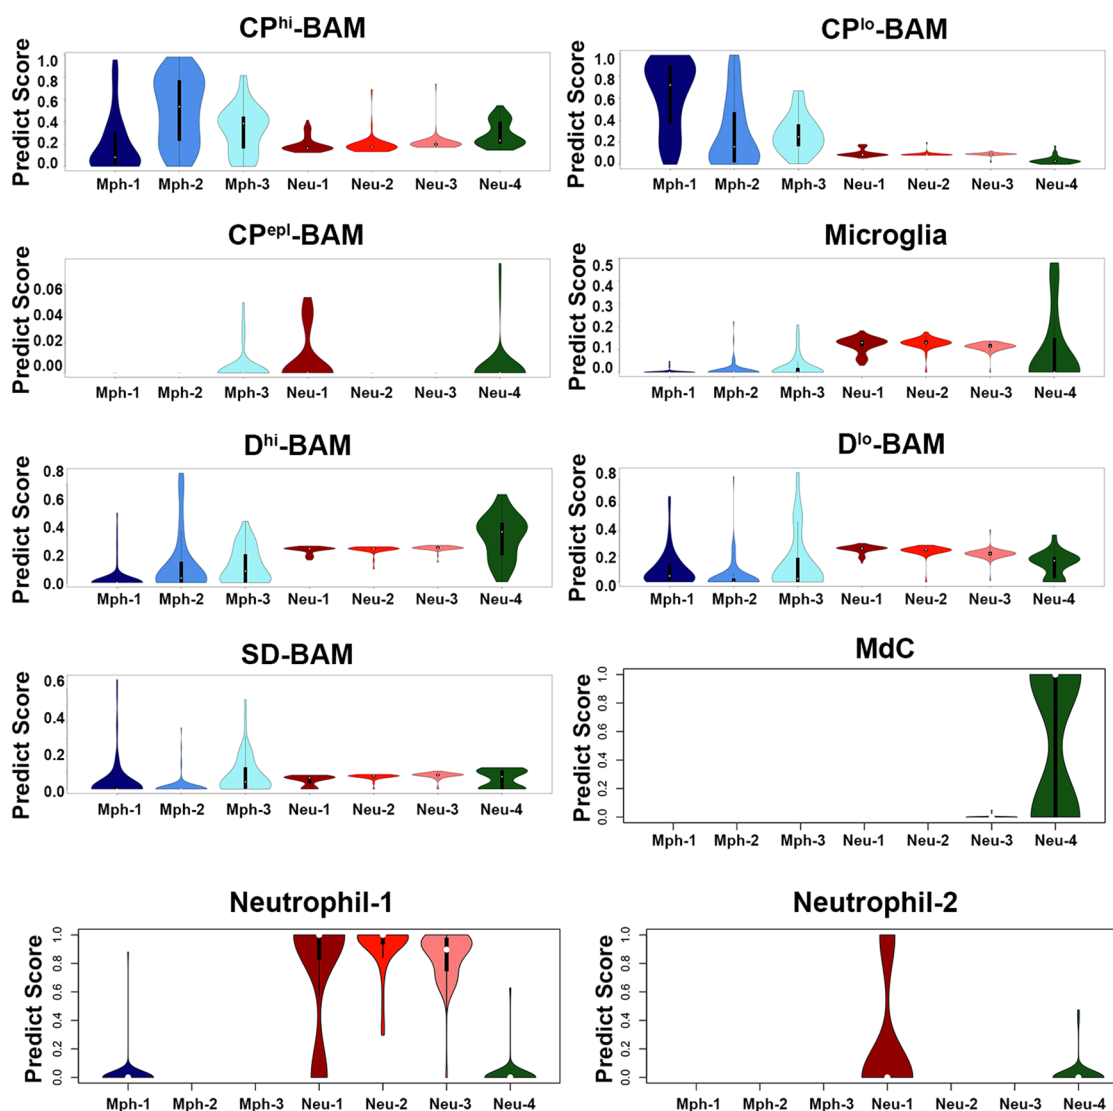 CPhi-BAM
Predict Score
1.0
0.8
0.6
0.4
0.2
0.0
Mph-1 Mph-2 Mph-3 Neu-1 Neu-2 Neu-3 Neu-4
CPlo-BAM
Predict Score
1.0
0.8
0.6
0.4
0.2
0.0
Mph-1 Mph-2 Mph-3 Neu-1 Neu-2 Neu-3 Neu-4
CPepl-BAM
Predict Score
0.06
0.04
0.02
0.00
Mph-1 Mph-2 Mph-3 Neu-1 Neu-2 Neu-3 Neu-4
Microglia
Predict Score
0.5
0.4
0.3
0.2
0.1
0.0
Mph-1 Mph-2 Mph-3 Neu-1 Neu-2 Neu-3 Neu-4
Dhi-BAM
Predict Score
0.8
0.6
0.4
0.2
0.0
Mph-1 Mph-2 Mph-3 Neu-1 Neu-2 Neu-3 Neu-4
Dlo-BAM
Predict Score
0.8
0.6
0.4
0.2
0.0
Mph-1 Mph-2 Mph-3 Neu-1 Neu-2 Neu-3 Neu-4
SD-BAM
Predict Score
0.6
0.4
0.2
0.0
Mph-1 Mph-2 Mph-3 Neu-1 Neu-2 Neu-3 Neu-4
MdC
Predict Score
1.0
0.8
0.6
0.4
0.2
0.0
Mph-1 Mph-2 Mph-3 Neu-1 Neu-2 Neu-3 Neu-4
Neutrophil-1
Predict Score
1.0
0.8
0.6
0.4
0.2
0.0
Mph-1 Mph-2 Mph-3 Neu-1 Neu-2 Neu-3 Neu-4
Neutrophil-2
Predict Score
1.0
0.8
0.6
0.4
0.2
0.0
Mph-1 Mph-2 Mph-3 Neu-1 Neu-2 Neu-3 Neu-4